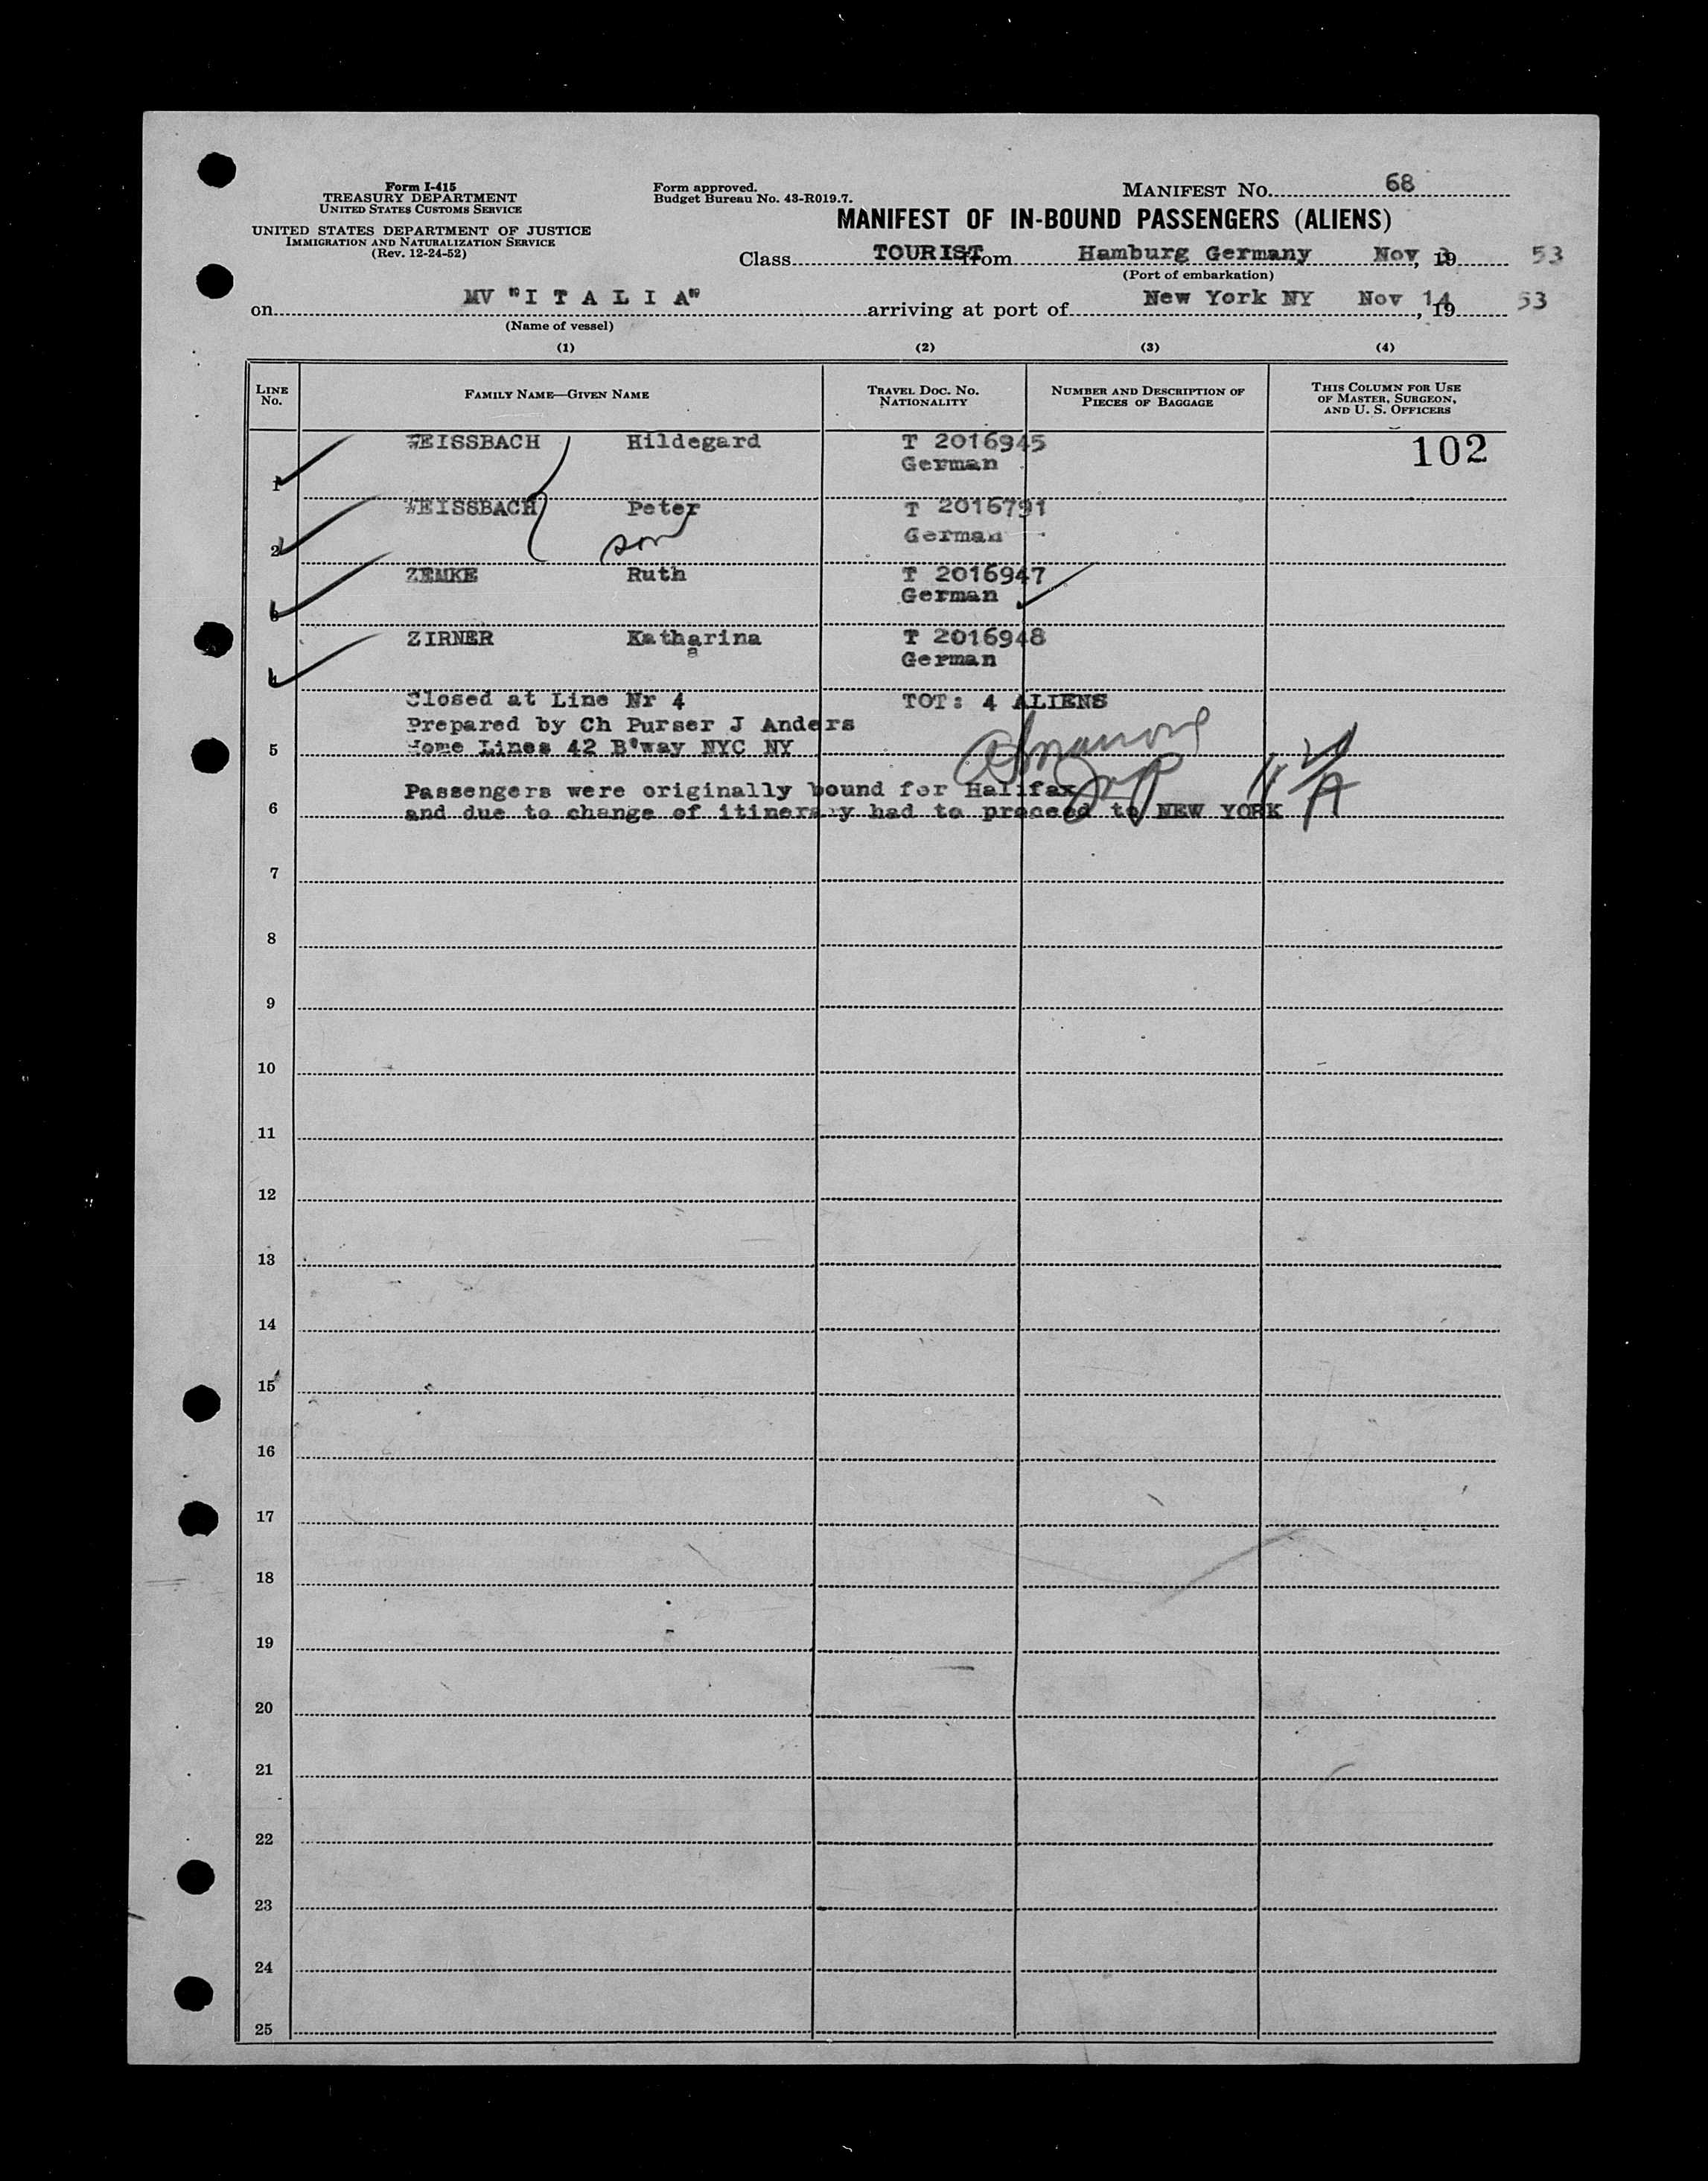 Form I-415
TREASURY DEPARTMENT
UNITED STATES CUSTOMS SERVICE
UNITED STATES DEPARTMENT OF JUSTICE
IMMIGRATION AND NATURALIZATION SERVICE
(Rev. 12-24-52)
Form approved.
Budget Bureau No. 43-R019.7.
MANIFEST NO. 68
MANIFEST OF IN-BOUND PASSENGERS (ALIENS)
Class TOURIST from Hamburg Germany Nov 3, 19 53
(Port of embarkation)
on MV "I T A L I A" arriving at port of New York NY Nov 14, 19 53
(Name of vessel)
(1) (2) (3) (4)
LINE No. FAMILY NAME—GIVEN NAME TRAVEL DOC. NO. NATIONALITY NUMBER AND DESCRIPTION OF PIECES OF BAGGAGE THIS COLUMN FOR USE OF MASTER, SURGEON, AND U. S. OFFICERS
1 WEISSBACH Hildegard T 2016945 102
German
2 WEISSBACH Peter T 2016791
son German
3 ZEMKE Ruth T 2016947
German
4 ZIRNER Katharina T 2016948
a German
Closed at Line Nr 4 TOT: 4 ALIENS
Prepared by Ch Purser J Anders
5 Home Lines 42 B'way NYC NY
Passengers were originally bound for Halifax
6 and due to change of itinerary had to proceed to NEW YORK
7
8
9
10
11
12
13
14
15
16
17
18
19
20
21
22
23
24
25